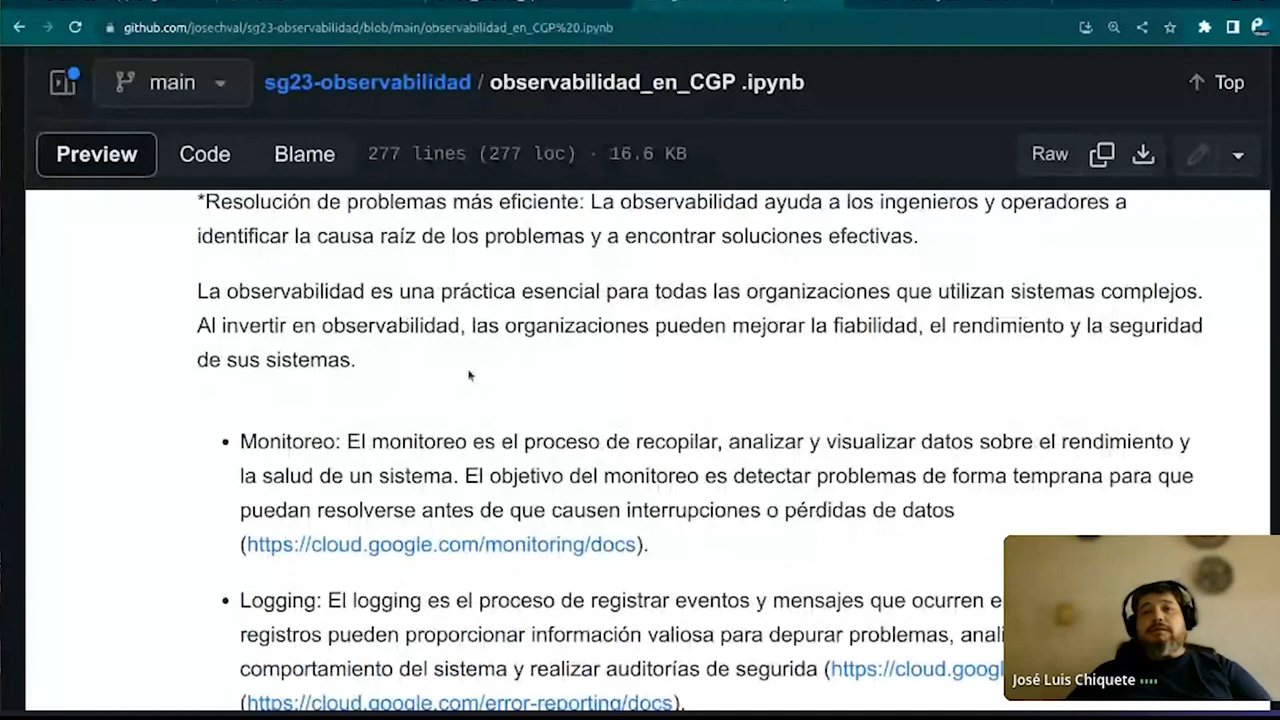 github.com/josechval/sg23-observabilidad/blob/main/observabilidad_en_CGP%20.ipynb
main
sg23-observabilidad / observabilidad_en_CGP .ipynb
Top
Preview
Code
Blame
277 lines (277 loc) · 16.6 KB
Raw
*Resolución de problemas más eficiente: La observabilidad ayuda a los ingenieros y operadores a
identificar la causa raíz de los problemas y a encontrar soluciones efectivas.
La observabilidad es una práctica esencial para todas las organizaciones que utilizan sistemas complejos.
Al invertir en observabilidad, las organizaciones pueden mejorar la fiabilidad, el rendimiento y la seguridad
de sus sistemas.
• Monitoreo: El monitoreo es el proceso de recopilar, analizar y visualizar datos sobre el rendimiento y
la salud de un sistema. El objetivo del monitoreo es detectar problemas de forma temprana para que
puedan resolverse antes de que causen interrupciones o pérdidas de datos
(https://cloud.google.com/monitoring/docs).
• Logging: El logging es el proceso de registrar eventos y mensajes que ocurren e
registros pueden proporcionar información valiosa para depurar problemas, anali
comportamiento del sistema y realizar auditorías de segurida (https://cloud.googl
(https://cloud.google.com/error-reporting/docs).
José Luis Chiquete